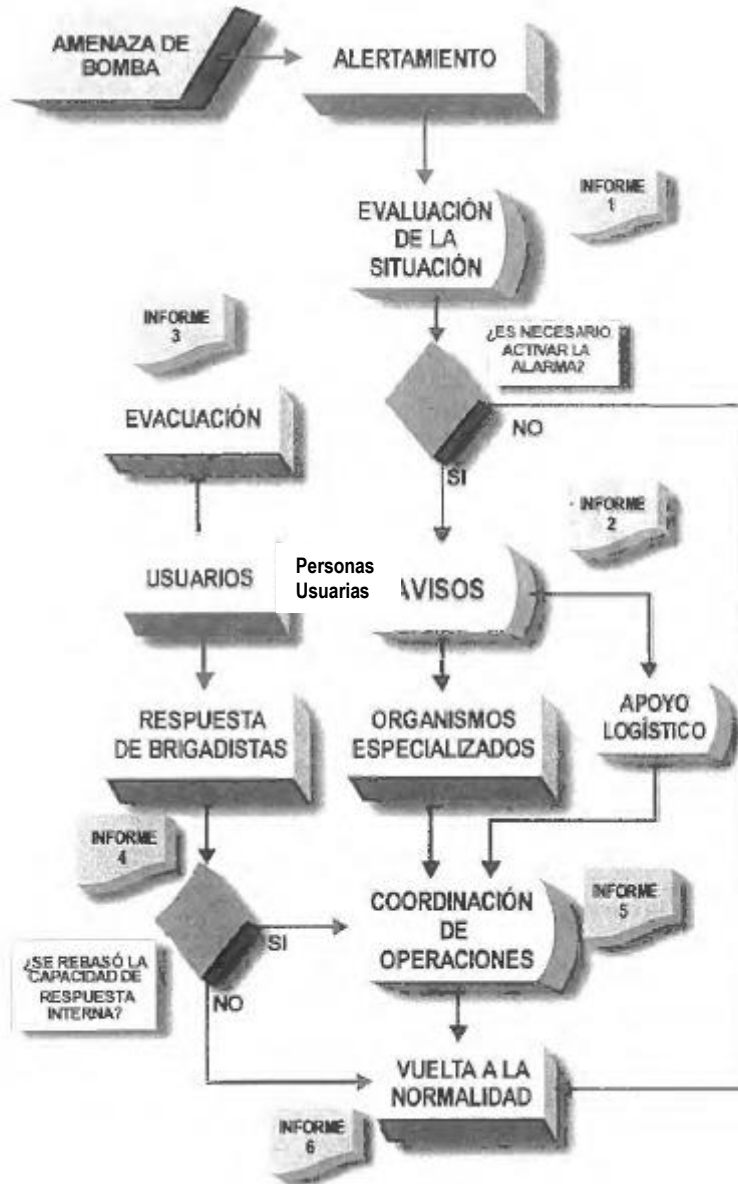 AMENAZA DE
BOMBA
ALERTAMIENTO
INFORME
1
EVALUACIÓN
DE LA
SITUACIÓN
INFORME
3
¿ES NECESARIO
ACTIVAR LA
ALARMA?
EVACUACIÓN
NO
SI
INFORME
2
USUARIOS
Personas
Usuarias
AVISOS
RESPUESTA
DE BRIGADISTAS
ORGANISMOS
ESPECIALIZADOS
APOYO
LOGÍSTICO
INFORME
4
COORDINACIÓN
DE
OPERACIONES
INFORME
5
SI
¿SE REBASÓ LA
CAPACIDAD DE
RESPUESTA
INTERNA?
NO
VUELTA A LA
NORMALIDAD
INFORME
6